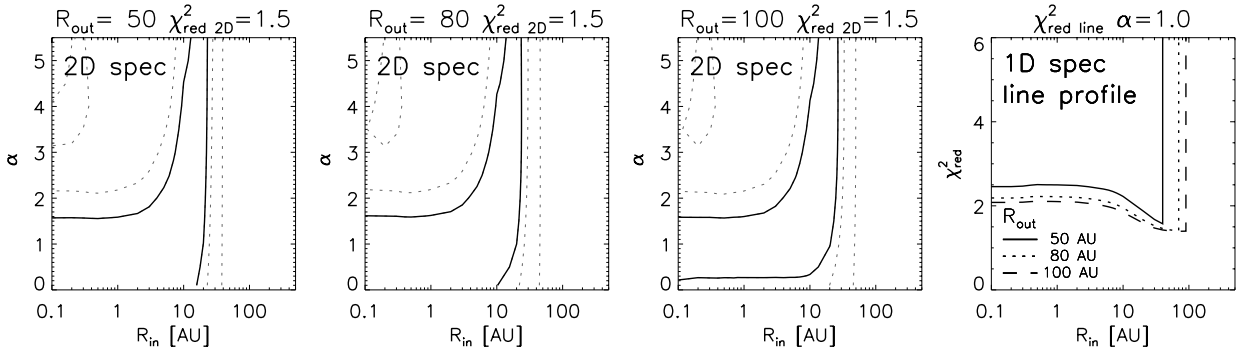 R_out= 50 χ²_red 2D=1.5
2D spec
5
4
3
2
1
0
α
0.1 1 10 100
R_in [AU]
R_out= 80 χ²_red 2D=1.5
2D spec
5
4
3
2
1
0
α
0.1 1 10 100
R_in [AU]
R_out=100 χ²_red 2D=1.5
2D spec
5
4
3
2
1
0
α
0.1 1 10 100
R_in [AU]
χ²_red line α=1.0
1D spec
line profile
6
4
2
0
χ²_red
R_out
50 AU
80 AU
100 AU
0.1 1 10 100
R_in [AU]